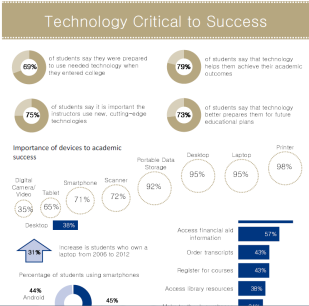 Technology Critical to Success
69%
of students say they were prepared
to use needed technology when
they entered college
79%
of students say that technology
helps them achieve their academic
outcomes
75%
of students say it is important the
instructors use new, cutting-edge
technologies
73%
of students say that technology
better prepares them for future
educational plans
Importance of devices to academic
success
Digital
Camera/
Video
35%
Tablet
65%
Smartphone
71%
Scanner
72%
Portable Data
Storage
92%
Desktop
95%
Laptop
95%
Printer
98%
Desktop 38%
31%
Increase is students who own a
laptop from 2006 to 2012
Percentage of students using smartphones
44%
Android
45%
Access financial aid
information
57%
Order transcripts 43%
Register for courses 43%
Access library resources 38%